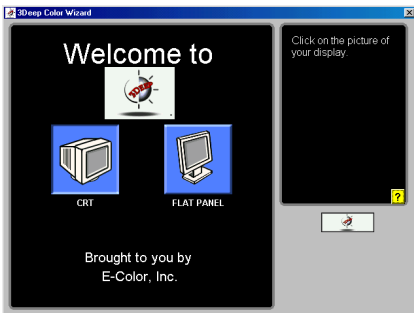 3Deep Color Wizard
Welcome to
3DEEP
CRT
FLAT PANEL
Brought to you by
E-Color, Inc.
Click on the picture of
your display.
?